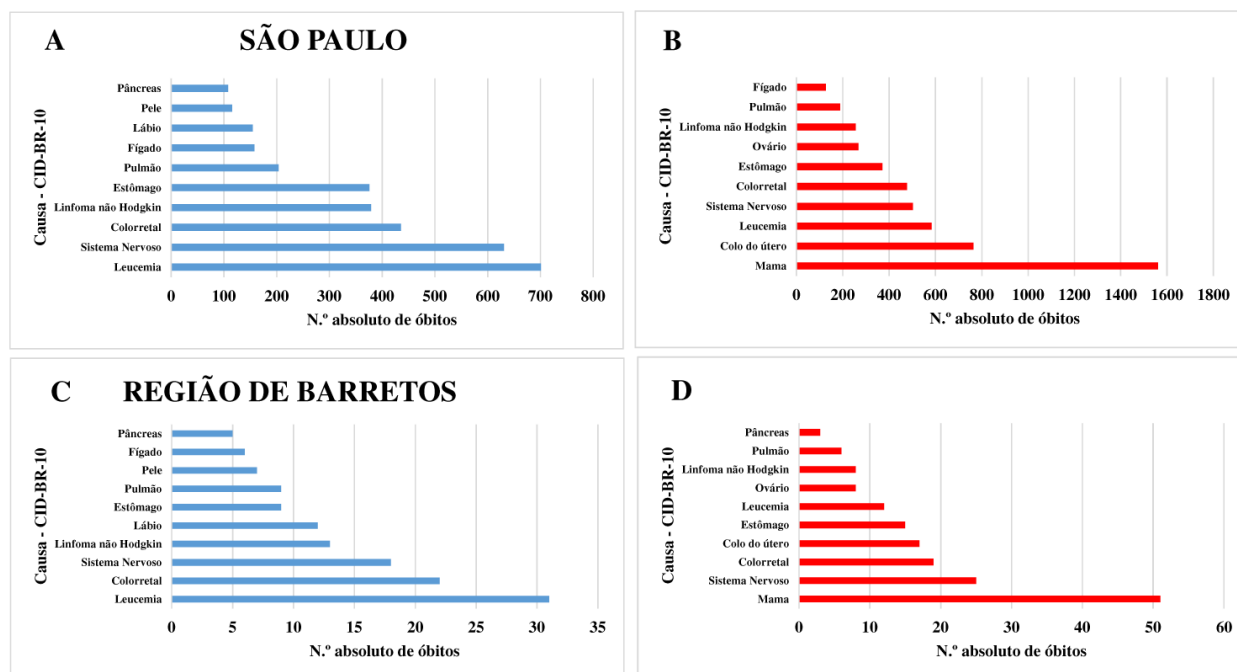 A
SÃO PAULO
Causa - CID-BR-10
Pâncreas
Pele
Lábio
Fígado
Pulmão
Estômago
Linfoma não Hodgkin
Colorretal
Sistema Nervoso
Leucemia
0 100 200 300 400 500 600 700 800
N.º absoluto de óbitos
B
Causa - CID-BR-10
Fígado
Pulmão
Linfoma não Hodgkin
Ovário
Estômago
Colorretal
Sistema Nervoso
Leucemia
Colo do útero
Mama
0 200 400 600 800 1000 1200 1400 1600 1800
N.º absoluto de óbitos
C
REGIÃO DE BARRETOS
Causa - CID-BR-10
Pâncreas
Fígado
Pele
Pulmão
Estômago
Lábio
Linfoma não Hodgkin
Sistema Nervoso
Colorretal
Leucemia
0 5 10 15 20 25 30 35
N.º absoluto de óbitos
D
Causa - CID-BR-10
Pâncreas
Pulmão
Linfoma não Hodgkin
Ovário
Leucemia
Estômago
Colo do útero
Colorretal
Sistema Nervoso
Mama
0 10 20 30 40 50 60
N.º absoluto de óbitos